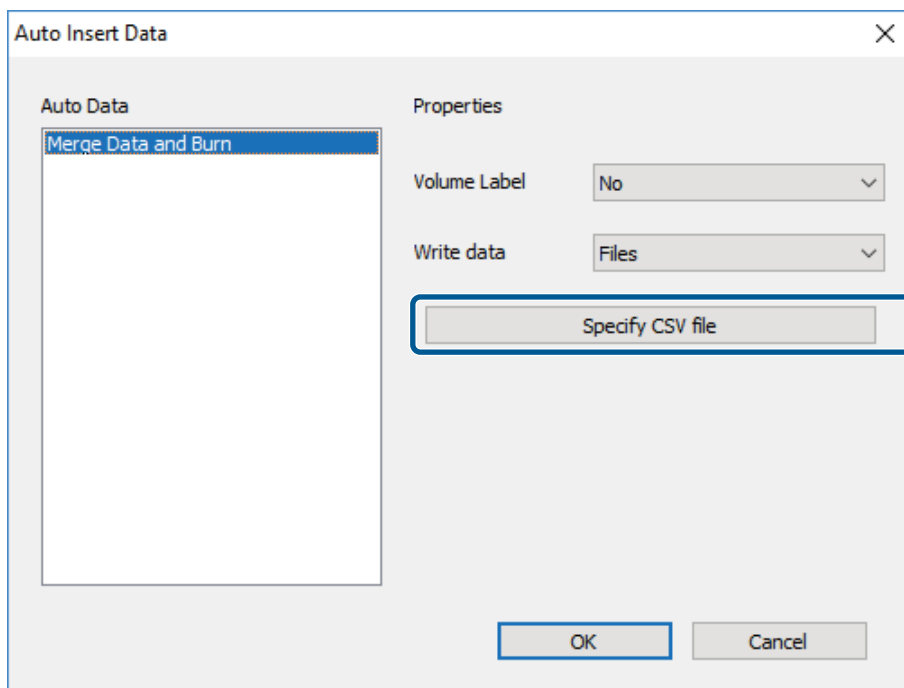 Auto Insert Data
Auto Data
Properties
Merge Data and Burn
Volume Label
No
Write data
Files
Specify CSV file
OK
Cancel